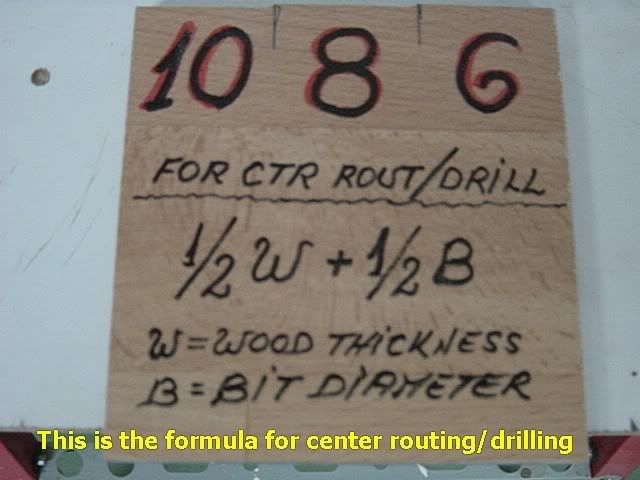 10 8 6
FOR CTR ROUT/DRILL
1/2 W + 1/2 B
W = WOOD THICKNESS
B = BIT DIAMETER
This is the formula for center routing/drilling